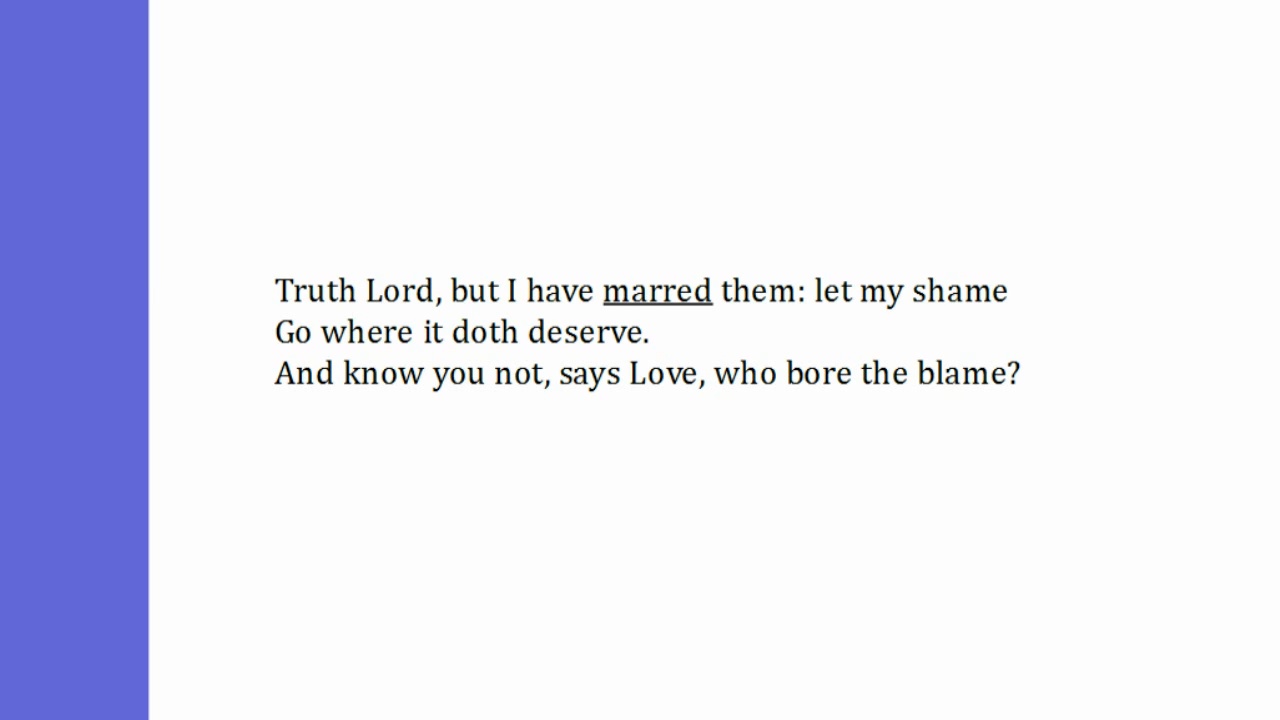 Truth Lord, but I have marred them: let my shame
Go where it doth deserve.
And know you not, says Love, who bore the blame?